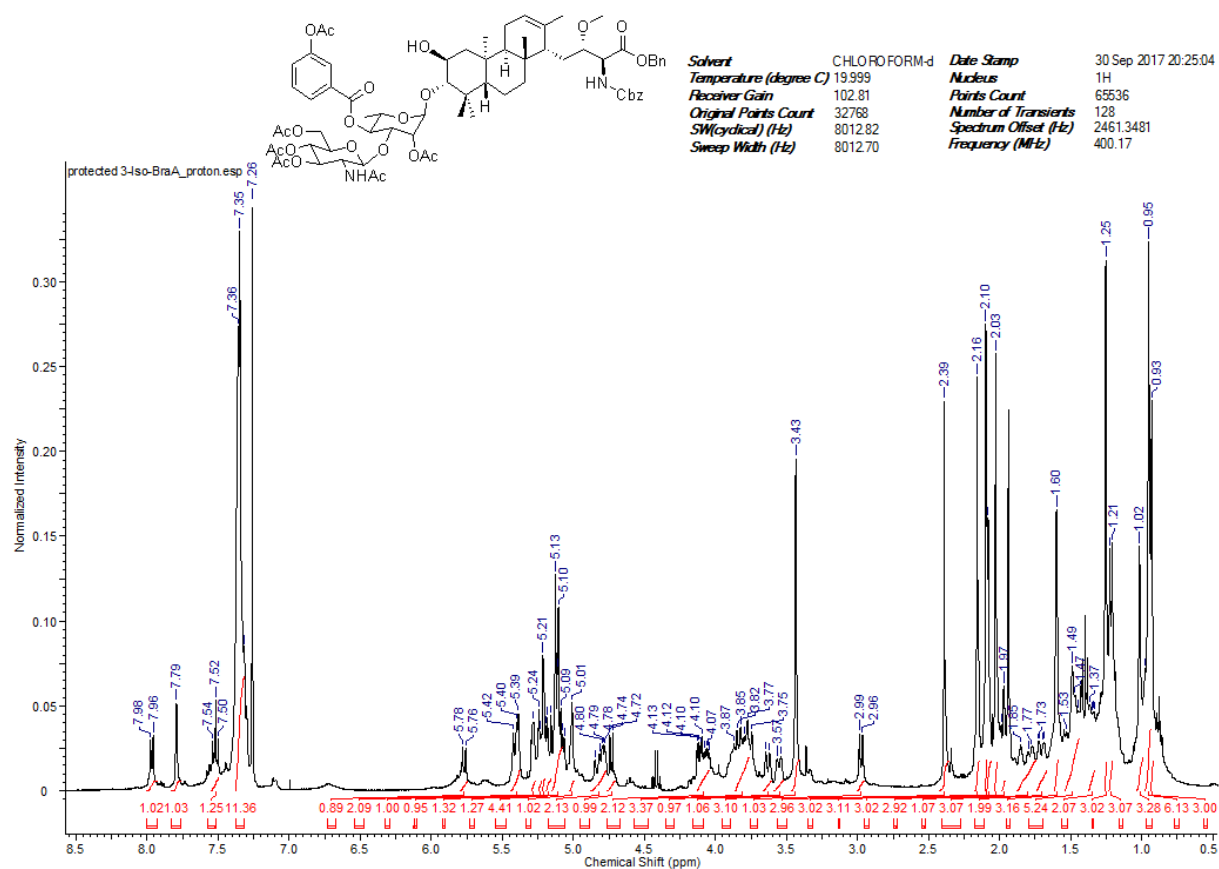 OAc
O
O
HO
O
O
O
O
OBn
HN
Cbz
AcO
AcO
AcO
O
O
OAc
NHAc
Solvent CHLOROFORM-d Date Stamp 30 Sep 2017 20:25:04
Temperature (degree C) 19.999 Nucleus 1H
Receiver Gain 102.81 Points Count 65536
Original Points Count 32768 Number of Transients 128
SW(cyclical) (Hz) 8012.82 Spectrum Offset (Hz) 2461.3481
Sweep Width (Hz) 8012.70 Frequency (MHz) 400.17
protected 3-Iso-BraA_proton.esp
7.98 7.96 7.79 7.54 7.52 7.50 7.36 7.35 7.26 5.78 5.76 5.42 5.40 5.39 5.24 5.21 5.13 5.10 5.09 5.01 4.80 4.79 4.78 4.74 4.72 4.13 4.12 4.10 4.10 4.07 3.87 3.85 3.82 3.77 3.75 3.57 3.43 2.99 2.96 2.39 2.16 2.10 2.03 1.97 1.85 1.77 1.73 1.60 1.53 1.49 1.47 1.37 1.25 1.21 1.02 0.95 0.93
Normalized Intensity
0.30
0.25
0.20
0.15
0.10
0.05
0
1.02 1.03 1.25 11.36 0.89 2.09 1.00 0.95 1.32 1.27 4.41 1.02 2.13 0.99 2.12 3.37 0.97 1.06 3.10 1.03 2.96 3.02 3.11 3.02 2.92 1.07 3.07 1.99 3.16 5.24 2.07 3.02 3.07 3.28 6.13 3.00
8.5 8.0 7.5 7.0 6.5 6.0 5.5 5.0 4.5 4.0 3.5 3.0 2.5 2.0 1.5 1.0 0.5
Chemical Shift (ppm)